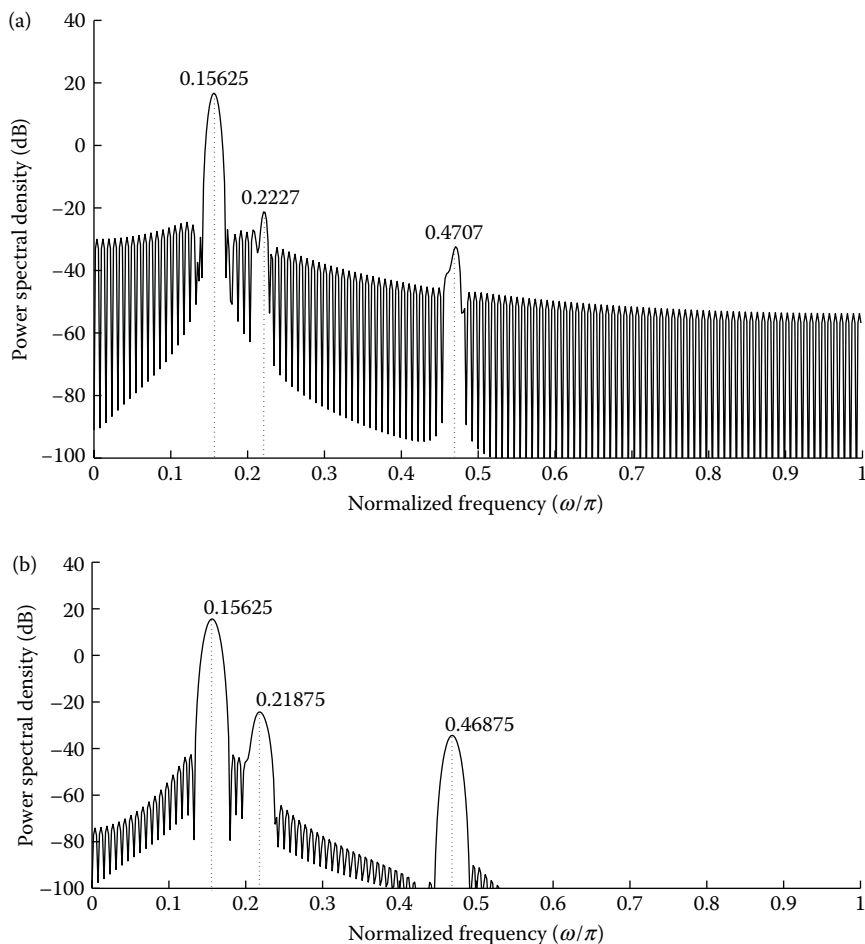 (a)
40
20
0
−20
−40
−60
−80
−100
Power spectral density (dB)
0.15625
0.2227
0.4707
0 0.1 0.2 0.3 0.4 0.5 0.6 0.7 0.8 0.9 1
Normalized frequency (ω/π)
(b)
40
20
0
−20
−40
−60
−80
−100
Power spectral density (dB)
0.15625
0.21875
0.46875
0 0.1 0.2 0.3 0.4 0.5 0.6 0.7 0.8 0.9 1
Normalized frequency (ω/π)